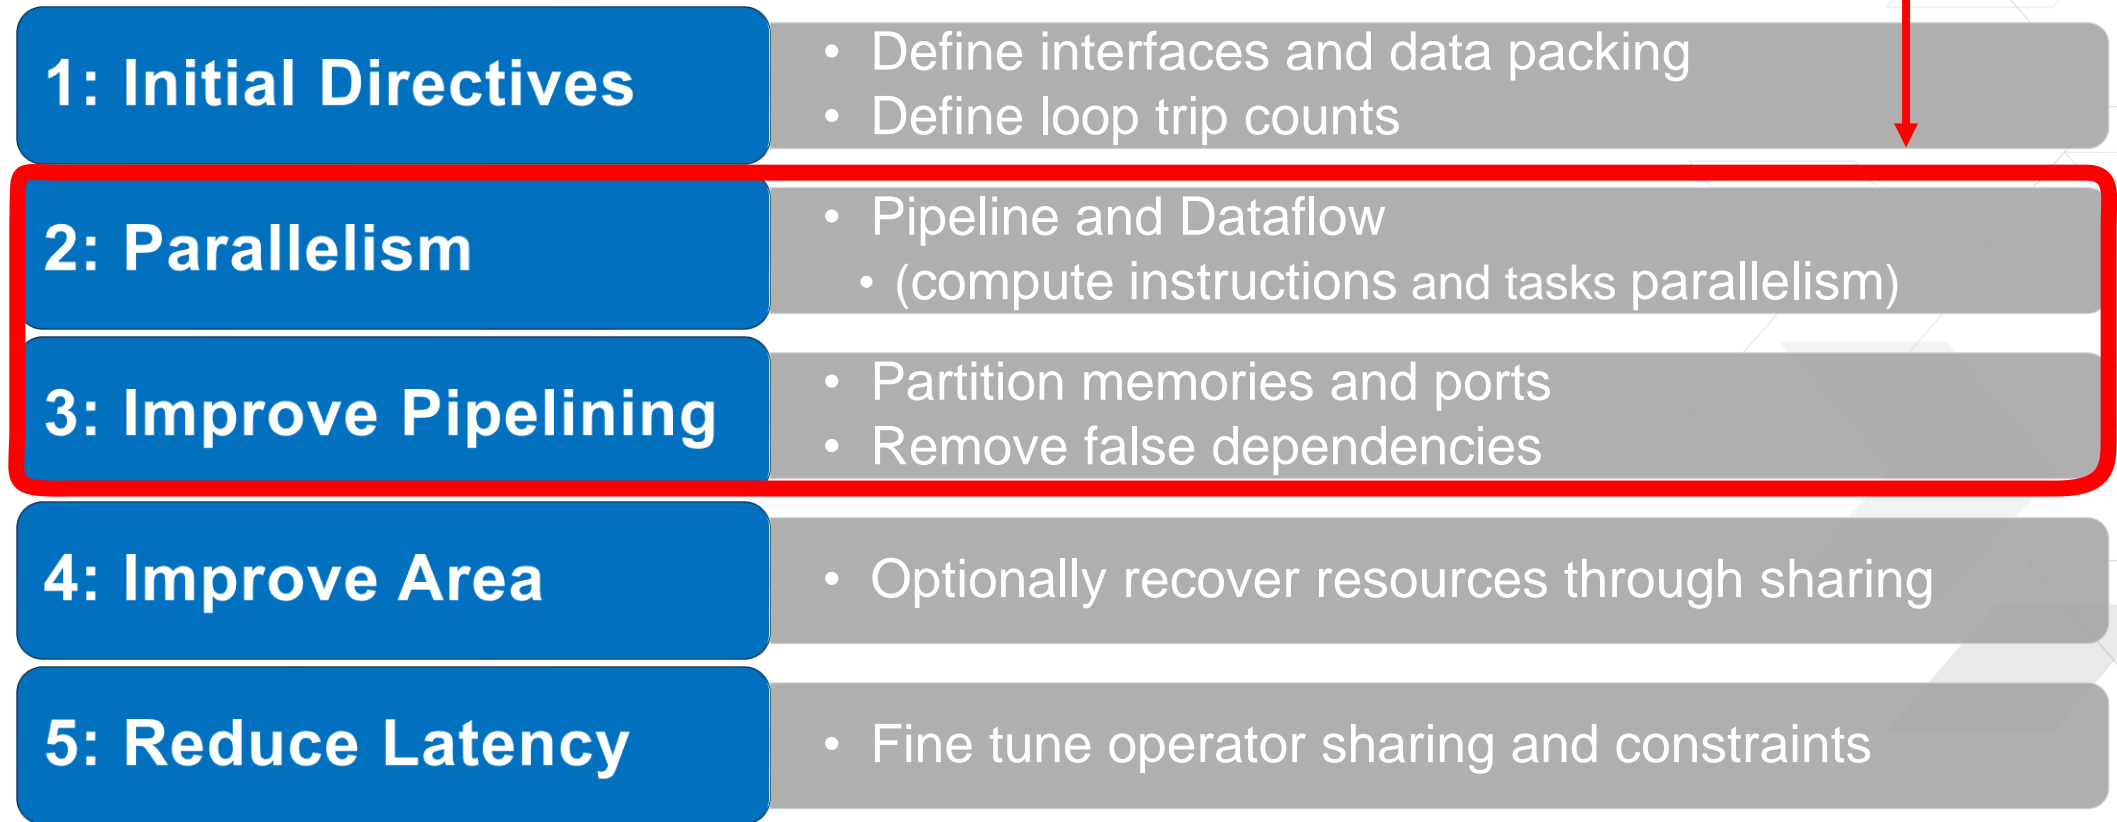 1: Initial Directives
• Define interfaces and data packing
• Define loop trip counts
2: Parallelism
• Pipeline and Dataflow
• (compute instructions and tasks parallelism)
3: Improve Pipelining
• Partition memories and ports
• Remove false dependencies
4: Improve Area
• Optionally recover resources through sharing
5: Reduce Latency
• Fine tune operator sharing and constraints